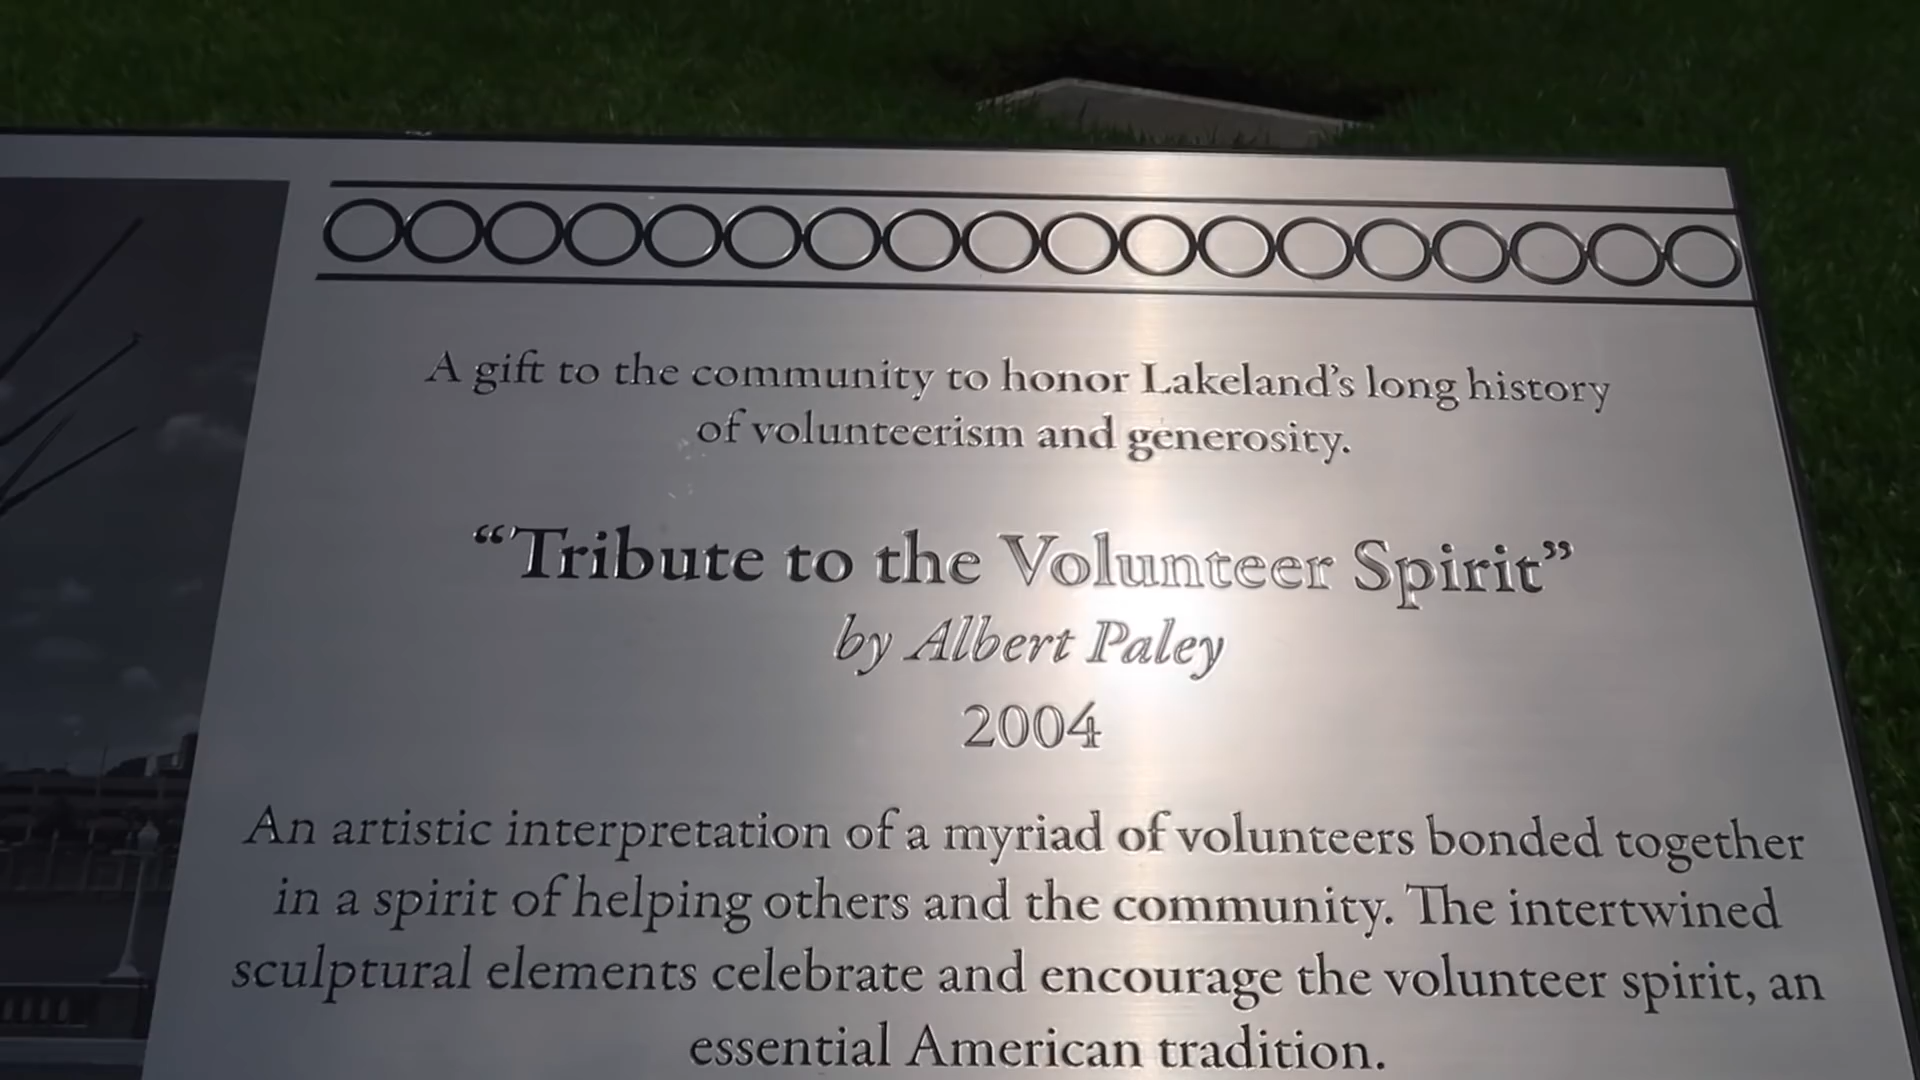 A gift to the community to honor Lakeland's long history
of volunteerism and generosity.
“Tribute to the Volunteer Spirit”
by Albert Paley
2004
An artistic interpretation of a myriad of volunteers bonded together
in a spirit of helping others and the community. The intertwined
sculptural elements celebrate and encourage the volunteer spirit, an
essential American tradition.